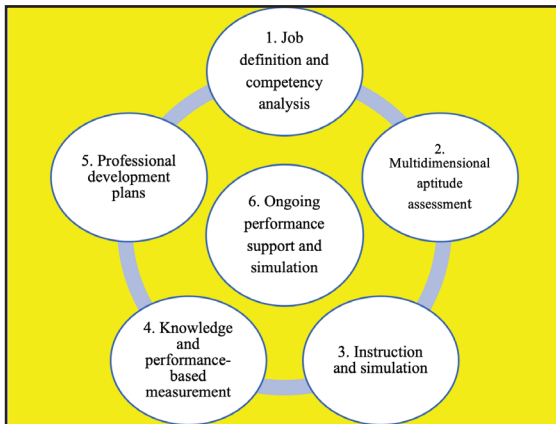 1. Job
definition and
competency
analysis
2.
Multidimensional
aptitude
assessment
3. Instruction
and simulation
4. Knowledge
and
performance-
based
measurement
5. Professional
development
plans
6. Ongoing
performance
support and
simulation